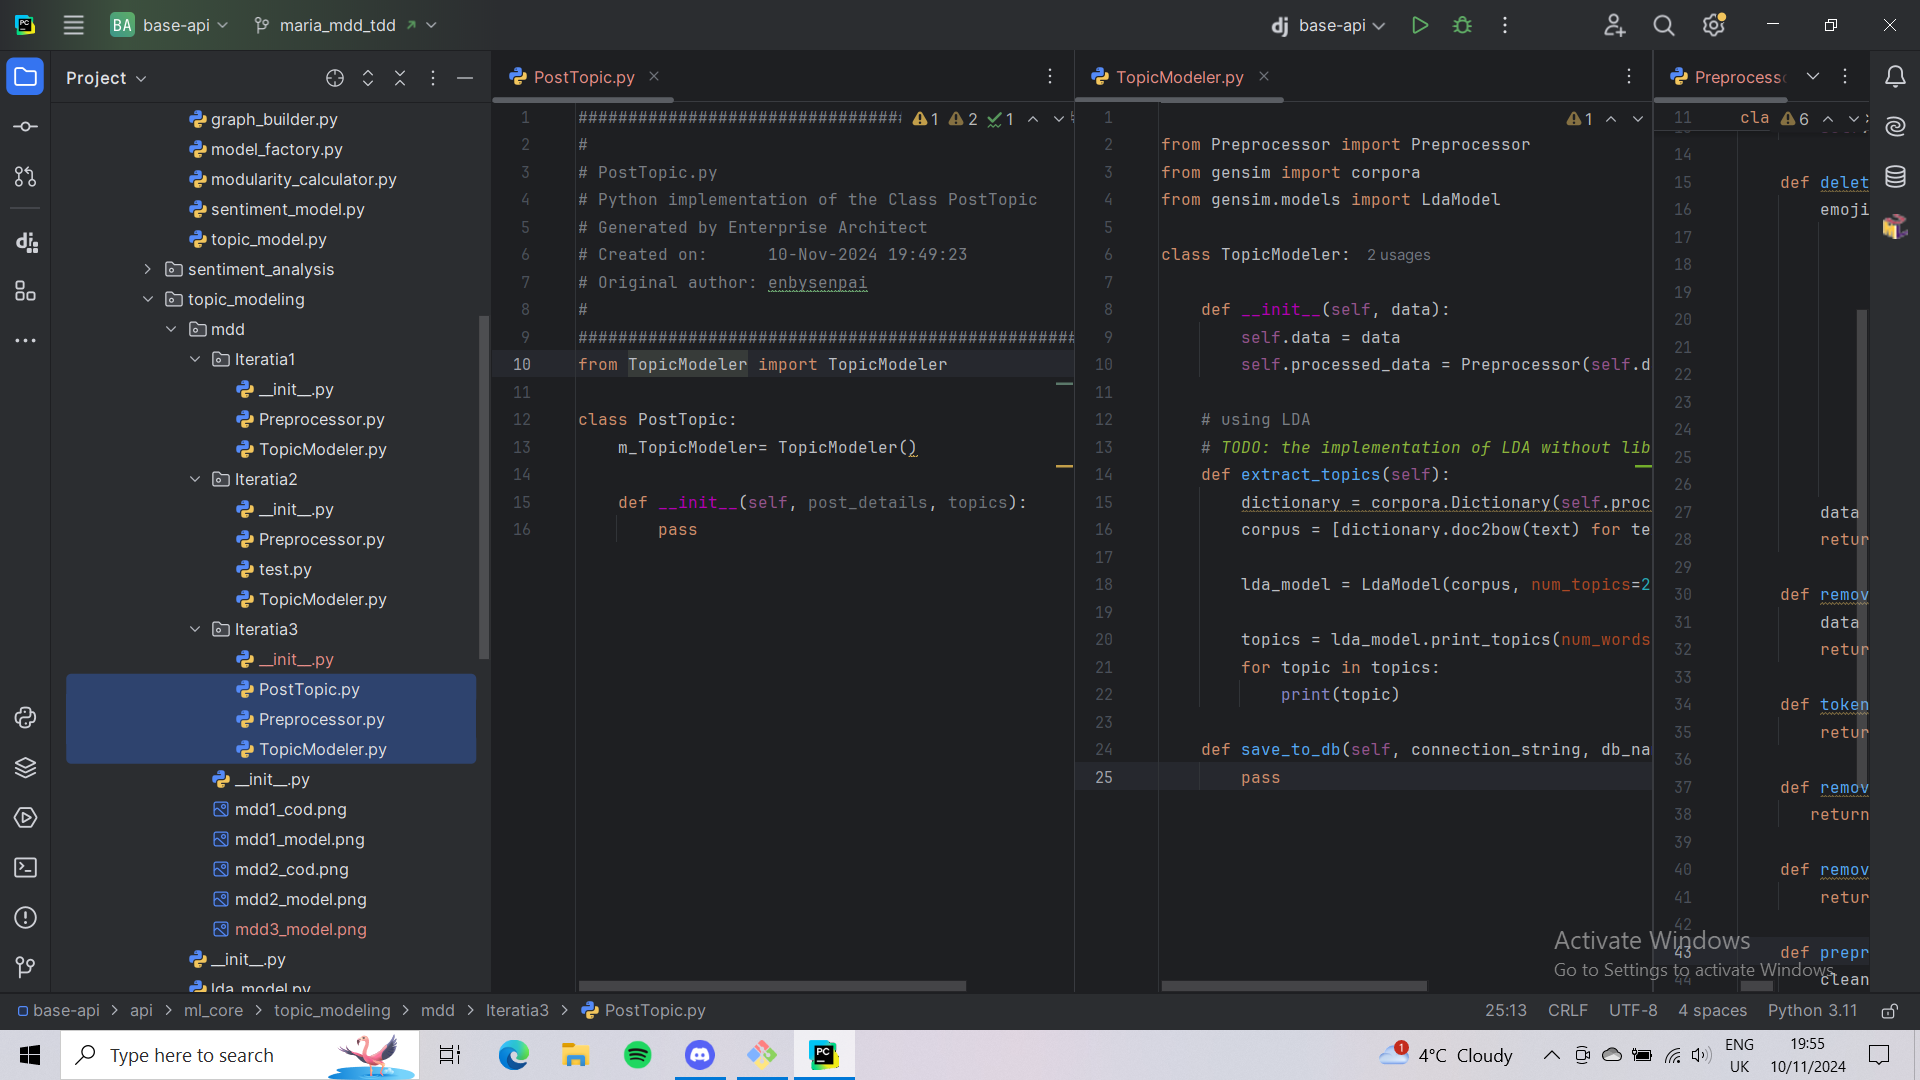 BA base-api
maria_mdd_tdd
dj base-api
Project
graph_builder.py
model_factory.py
modularity_calculator.py
sentiment_model.py
topic_model.py
sentiment_analysis
topic_modeling
mdd
Iteratia1
__init__.py
Preprocessor.py
TopicModeler.py
Iteratia2
__init__.py
Preprocessor.py
test.py
TopicModeler.py
Iteratia3
__init__.py
PostTopic.py
Preprocessor.py
TopicModeler.py
__init__.py
mdd1_cod.png
mdd1_model.png
mdd2_cod.png
mdd2_model.png
mdd3_model.png
__init__.py
lda_model.py
PostTopic.py
1 2 1
1
2 #
3 # PostTopic.py
4 # Python implementation of the Class PostTopic
5 # Generated by Enterprise Architect
6 # Created on:      10-Nov-2024 19:49:23
7 # Original author: enbysenpai
8 #
9
10 from TopicModeler import TopicModeler
11
12 class PostTopic:
13     m_TopicModeler= TopicModeler()
14
15     def __init__(self, post_details, topics):
16         pass
TopicModeler.py
1
1
2 from Preprocessor import Preprocessor
3 from gensim import corpora
4 from gensim.models import LdaModel
5
6 class TopicModeler: 2 usages
7
8     def __init__(self, data):
9         self.data = data
10         self.processed_data = Preprocessor(self.d
11
12     # using LDA
13     # TODO: the implementation of LDA without lib
14     def extract_topics(self):
15         dictionary = corpora.Dictionary(self.proc
16         corpus = [dictionary.doc2bow(text) for te
17
18         lda_model = LdaModel(corpus, num_topics=2
19
20         topics = lda_model.print_topics(num_words
21         for topic in topics:
22             print(topic)
23
24     def save_to_db(self, connection_string, db_na
25         pass
Preprocess
6
11 cla
14
15     def delet
16         emoji
17
18
19
20
21
22
23
24
25
26
27         data
28         retur
29
30     def remov
31         data
32         retur
33
34     def token
35         retur
36
37     def remov
38        return
39
40     def remov
41         retur
42
43     def prepr
44         clean
Activate Windows
Go to Settings to activate Windows.
base-api > api > ml_core > topic_modeling > mdd > Iteratia3 > PostTopic.py
25:13 CRLF UTF-8 4 spaces Python 3.11
Type here to search
PC
1
4°C Cloudy
ENG
UK
19:55
10/11/2024